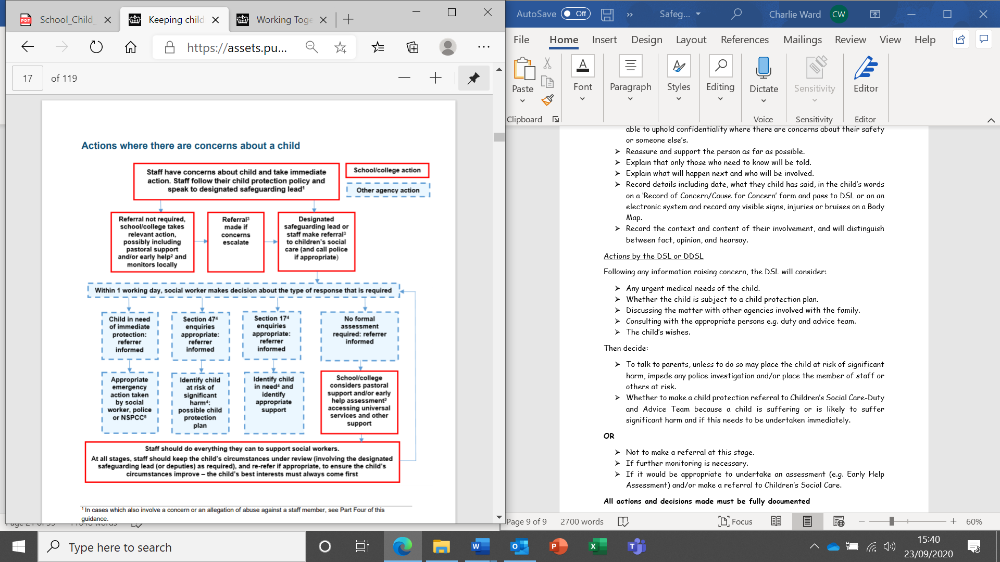 School_Child_
Keeping child
Working Toge
https://assets.pu...
17
of 119
Actions where there are concerns about a child
Staff have concerns about child and take immediate
action. Staff follow their child protection policy and
speak to designated safeguarding lead¹
School/college action
Other agency action
Referral not required,
school/college takes
relevant action,
possibly including
pastoral support
and/or early help² and
monitors locally
Referral³
made if
concerns
escalate
Designated
safeguarding lead or
staff make referral³
to children's social
care (and call police
if appropriate)
Within 1 working day, social worker makes decision about the type of response that is required
Child in need
of immediate
protection:
referrer
informed
Section 47⁴
enquiries
appropriate:
referrer
informed
Section 17⁴
enquiries
appropriate:
referrer
informed
No formal
assessment
required: referrer
informed
Appropriate
emergency
action taken
by social
worker, police
or NSPCC⁵
Identify child
at risk of
significant
harm⁴:
possible child
protection
plan
Identify child
in need⁴ and
identify
appropriate
support
School/college
considers pastoral
support and/or early
help assessment²
accessing universal
services and other
support
Staff should do everything they can to support social workers.
At all stages, staff should keep the child's circumstances under review (involving the designated
safeguarding lead (or deputies) as required), and re-refer if appropriate, to ensure the child's
circumstances improve – the child's best interests must always come first
¹ In cases which also involve a concern or an allegation of abuse against a staff member, see Part Four of this
guidance.
AutoSave Off
Safeg...
Charlie Ward CW
File Home Insert Design Layout References Mailings Review View Help
Paste
Font
Paragraph
Styles
Editing
Dictate
Sensitivity
Editor
Clipboard
Voice
Sensitivity
Editor
able to uphold confidentiality where there are concerns about their safety
or someone else's.
➢ Reassure and support the person as far as possible.
➢ Explain that only those who need to know will be told.
➢ Explain what will happen next and who will be involved.
➢ Record details including date, what they child has said, in the child's words
on a 'Record of Concern/Cause for Concern' form and pass to DSL or on an
electronic system and record any visible signs, injuries or bruises on a Body
Map.
➢ Record the context and content of their involvement, and will distinguish
between fact, opinion, and hearsay.
Actions by the DSL or DDSL
Following any information raising concern, the DSL will consider:
➢ Any urgent medical needs of the child.
➢ Whether the child is subject to a child protection plan.
➢ Discussing the matter with other agencies involved with the family.
➢ Consulting with the appropriate persons e.g. duty and advice team.
➢ The child's wishes.
Then decide:
➢ To talk to parents, unless to do so may place the child at risk of significant
harm, impede any police investigation and/or place the member of staff or
others at risk.
➢ Whether to make a child protection referral to Children's Social Care-Duty
and Advice Team because a child is suffering or is likely to suffer
significant harm and if this needs to be undertaken immediately.
OR
➢ Not to make a referral at this stage.
➢ If further monitoring is necessary.
➢ If it would be appropriate to undertake an assessment (e.g. Early Help
Assessment) and/or make a referral to Children's Social Care.
All actions and decisions made must be fully documented
Page 9 of 9 2700 words
Focus
60%
Type here to search
15:40
23/09/2020